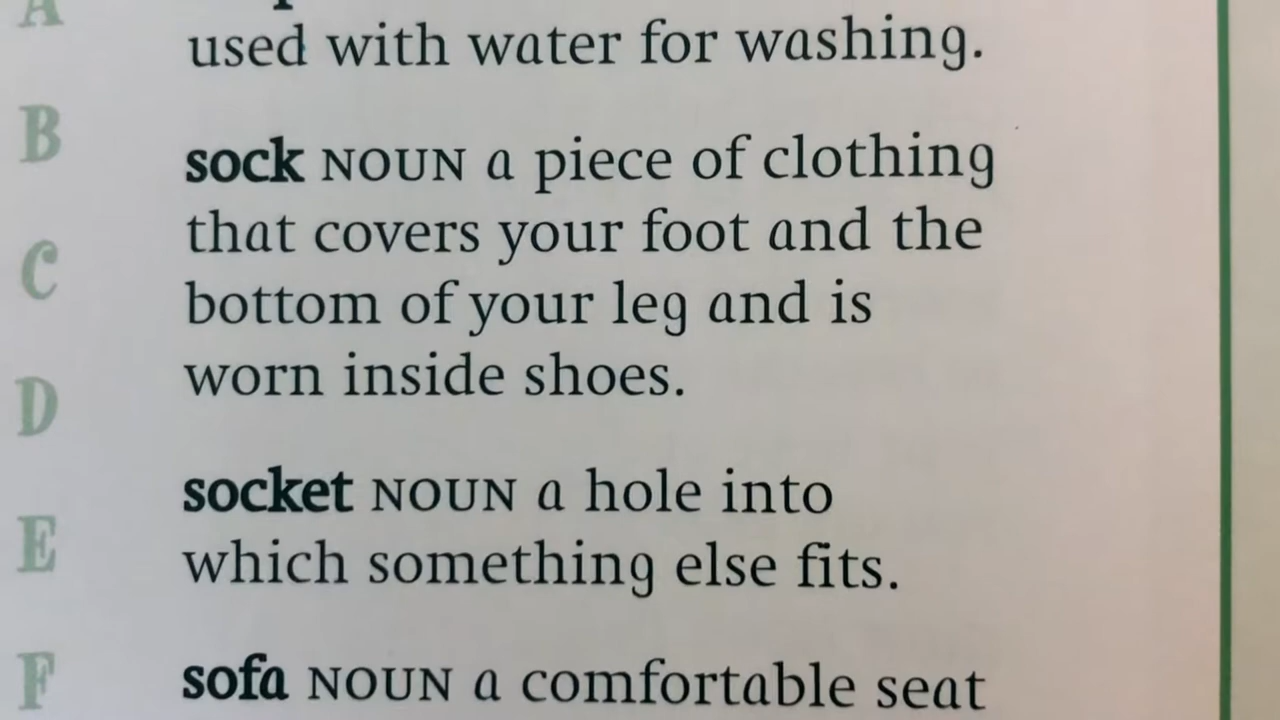 A
used with water for washing.
B
sock NOUN a piece of clothing
that covers your foot and the
C
bottom of your leg and is
worn inside shoes.
D
socket NOUN a hole into
E
which something else fits.
F
sofa NOUN a comfortable seat